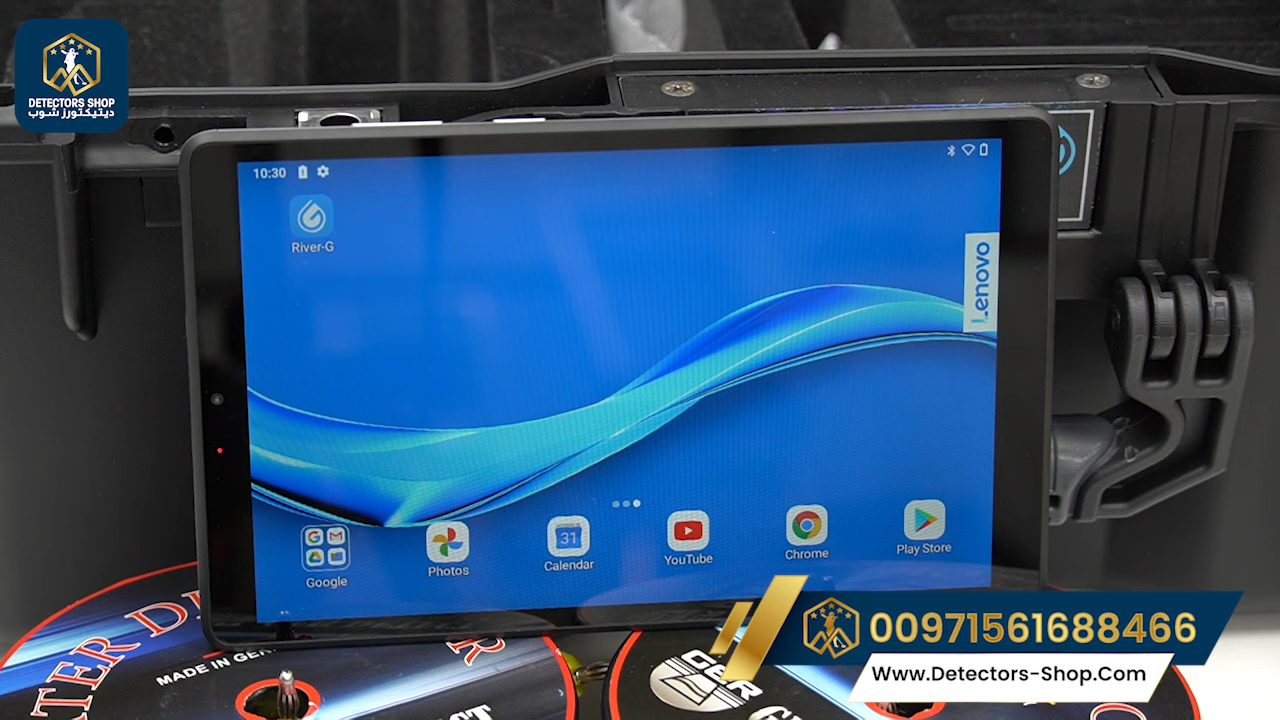 DETECTORS SHOP
ديتيكتورز شوب
10:30
River-G
Lenovo
31
Google
Photos
Calendar
YouTube
Chrome
Play Store
MADE IN
GER
00971561688466
Www.Detectors-Shop.Com